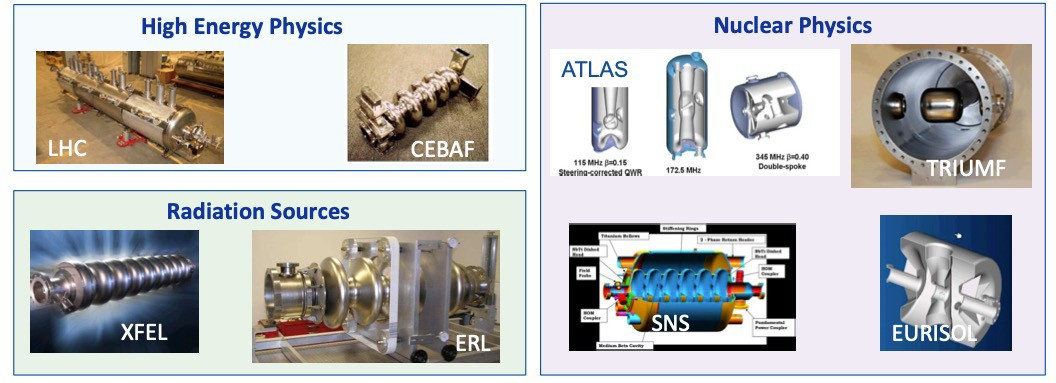 High Energy Physics
LHC
CEBAF
Radiation Sources
XFEL
ERL
Nuclear Physics
ATLAS
115 MHz β=0.15
Steering-corrected QWR
172.5 MHz
345 MHz β=0.40
Double-spoke
TRIUMF
Stiffening Rings
Titanium Bellows
2 - Phase Return Header
NbTi Dished
Head
NbTi Dished
Head
Field
Probe
HOM
Coupler
HOM
Coupler
SNS
Fundamental
Power Coupler
Medium Beta Cavity
EURISOL